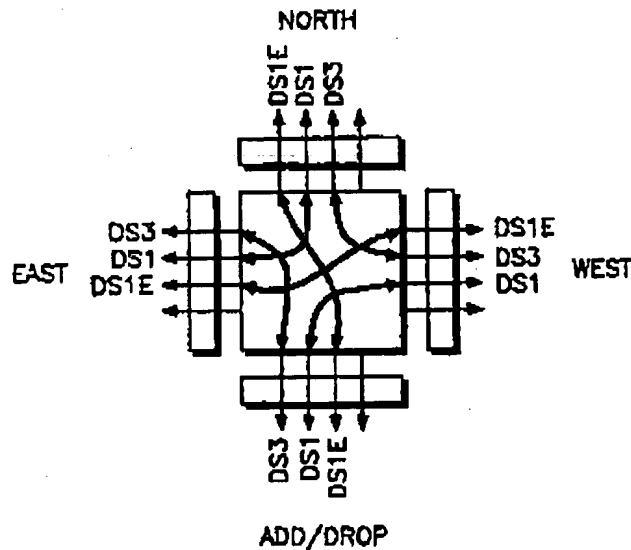 NORTH
DS1E
DS1
DS3
DS3
DS1
DS1E
EAST
DS1E
DS3
DS1
WEST
DS3
DS1
DS1E
ADD/DROP